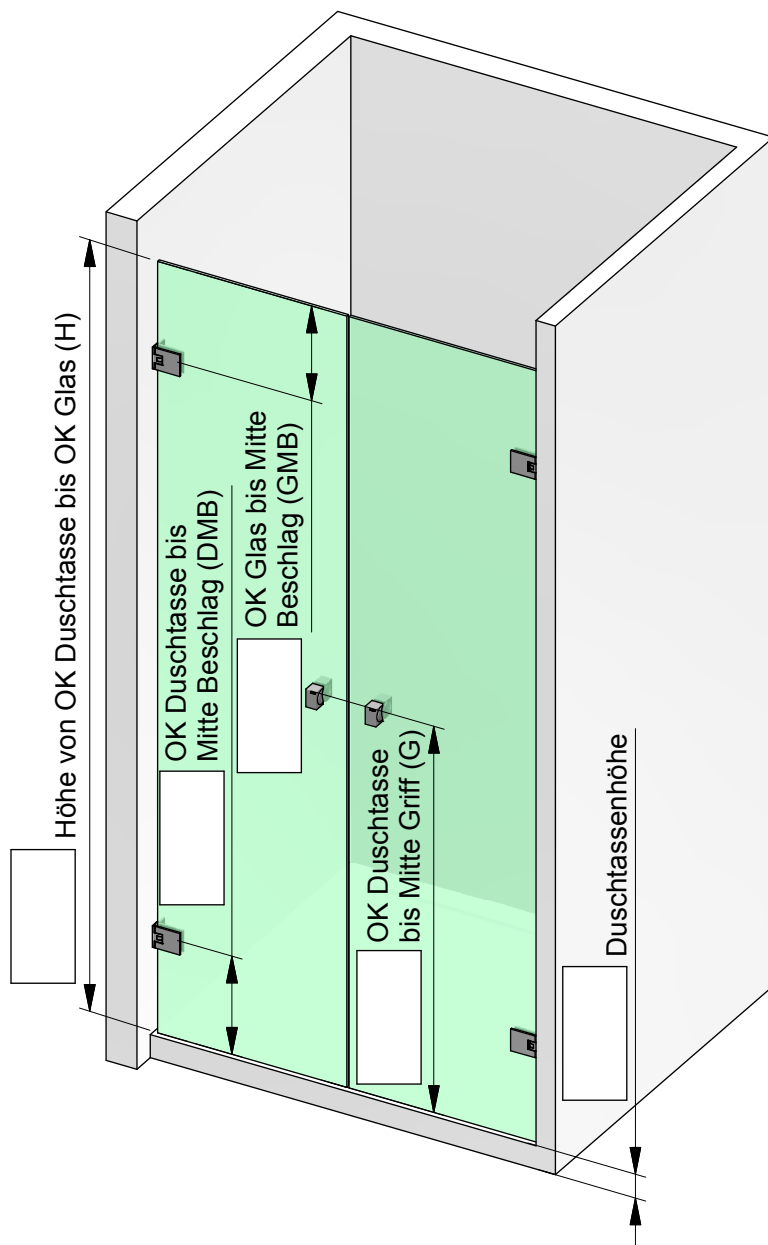 Höhe von OK Duschtasse bis OK Glas (H)
OK Duschtasse bis
Mitte Beschlag (DMB)
OK Glas bis Mitte
Beschlag (GMB)
OK Duschtasse
bis Mitte Griff (G)
Duschtassenhöhe